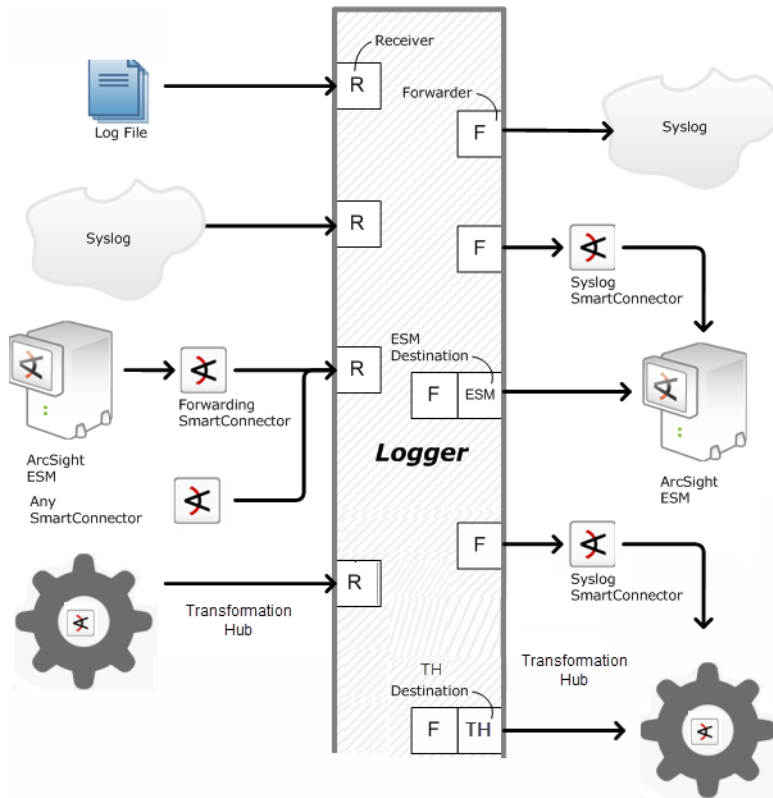 Receiver
R
Log File
Forwarder
F
Syslog
Syslog
R
F
Syslog
SmartConnector
ESM
Destination
R
Forwarding
SmartConnector
F
ESM
Logger
ArcSight
ESM
ArcSight
ESM
Any
SmartConnector
F
Syslog
SmartConnector
R
Transformation
Hub
TH
Destination
Transformation
Hub
F
TH